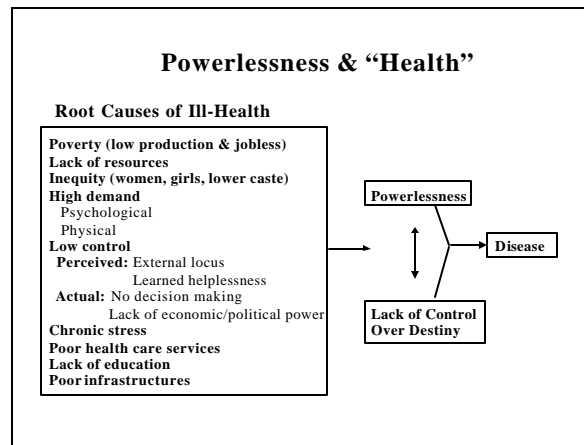 Powerlessness & “Health”
Root Causes of Ill-Health
Poverty (low production & jobless)
Lack of resources
Inequity (women, girls, lower caste)
High demand
Psychological
Physical
Low control
Perceived: External locus
Learned helplessness
Actual: No decision making
Lack of economic/political power
Chronic stress
Poor health care services
Lack of education
Poor infrastructures
Powerlessness
Lack of Control
Over Destiny
Disease